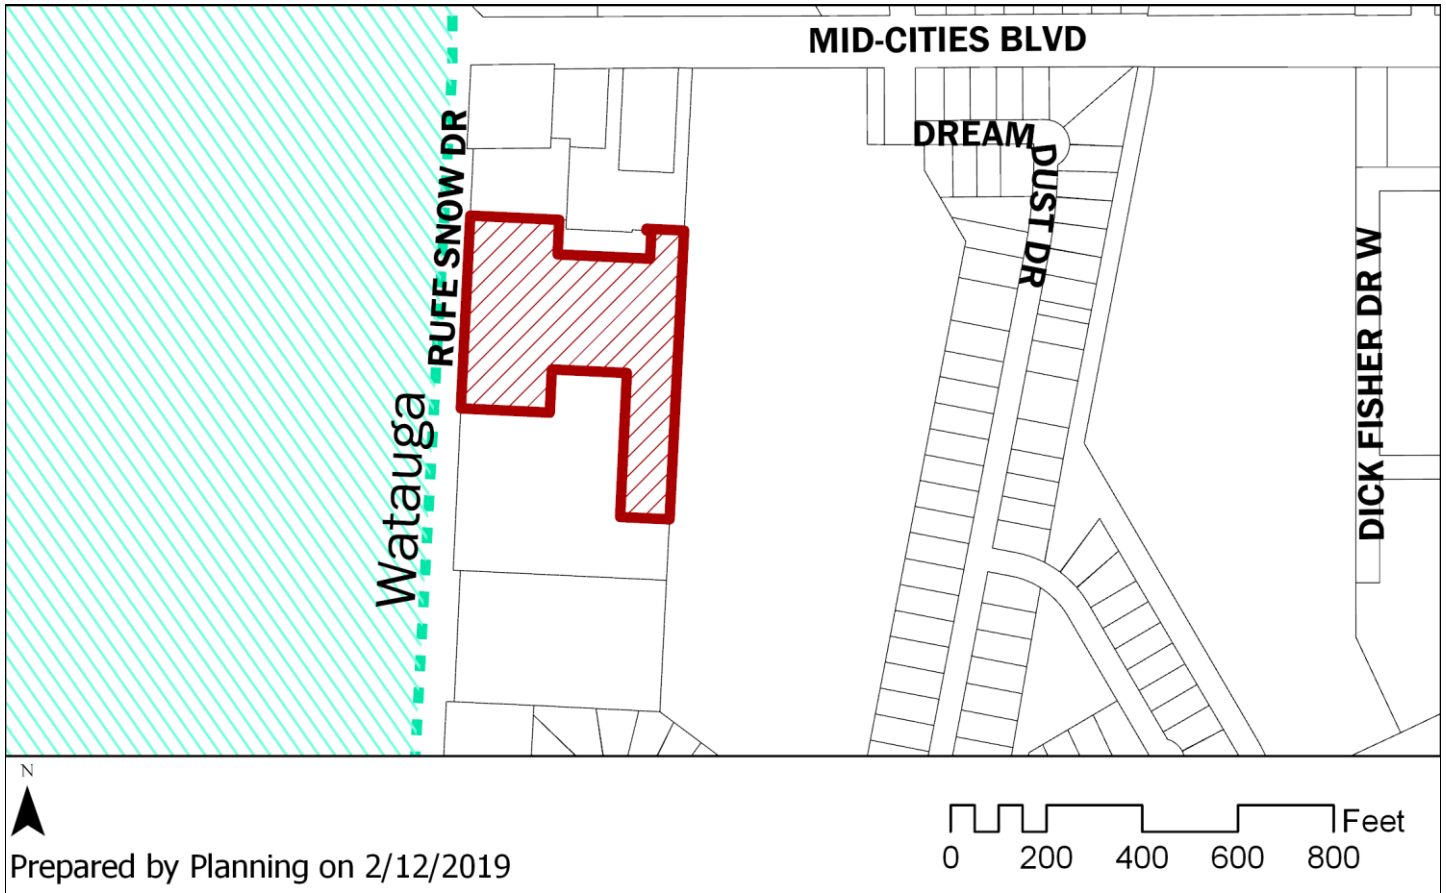 MID-CITIES BLVD
DREAM
DUST DR
RUFE SNOW DR
DICK FISHER DR W
Watauga
N
Feet
0 200 400 600 800
Prepared by Planning on 2/12/2019